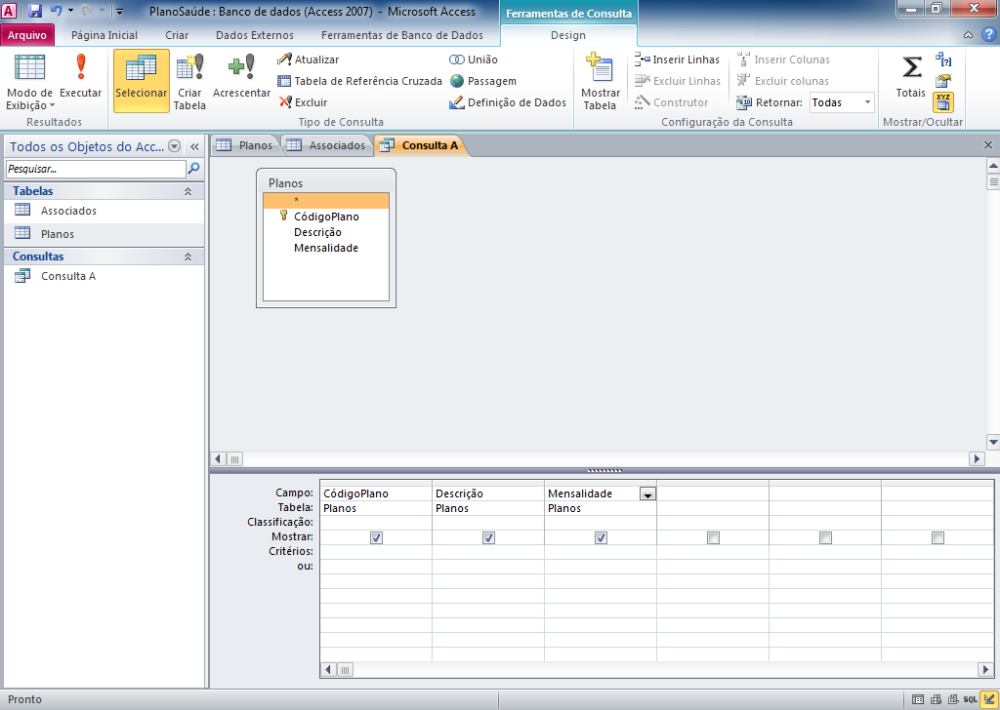 PlanoSaúde : Banco de dados (Access 2007) - Microsoft Access
Ferramentas de Consulta
Arquivo Página Inicial Criar Dados Externos Ferramentas de Banco de Dados Design
Modo de Exibição
Executar
Resultados
Selecionar
Criar Tabela
Acrescentar
Atualizar
Tabela de Referência Cruzada
Excluir
União
Passagem
Definição de Dados
Tipo de Consulta
Mostrar Tabela
Inserir Linhas
Excluir Linhas
Construtor
Inserir Colunas
Excluir colunas
Retornar: Todas
Configuração da Consulta
Totais
XYZ
Mostrar/Ocultar
Todos os Objetos do Acc...
Pesquisar...
Tabelas
Associados
Planos
Consultas
Consulta A
Planos Associados Consulta A
Planos
*
CódigoPlano
Descrição
Mensalidade
Campo: CódigoPlano Descrição Mensalidade
Tabela: Planos Planos Planos
Classificação:
Mostrar:
Critérios:
ou:
Pronto
SQL